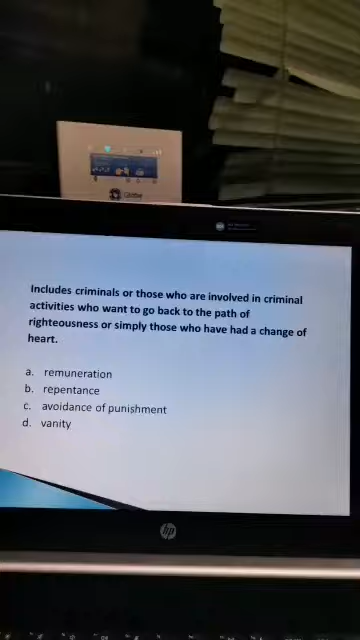 Includes criminals or those who are involved in criminal
activities who want to go back to the path of
righteousness or simply those who have had a change of
heart.
a. remuneration
b. repentance
c. avoidance of punishment
d. vanity
hp